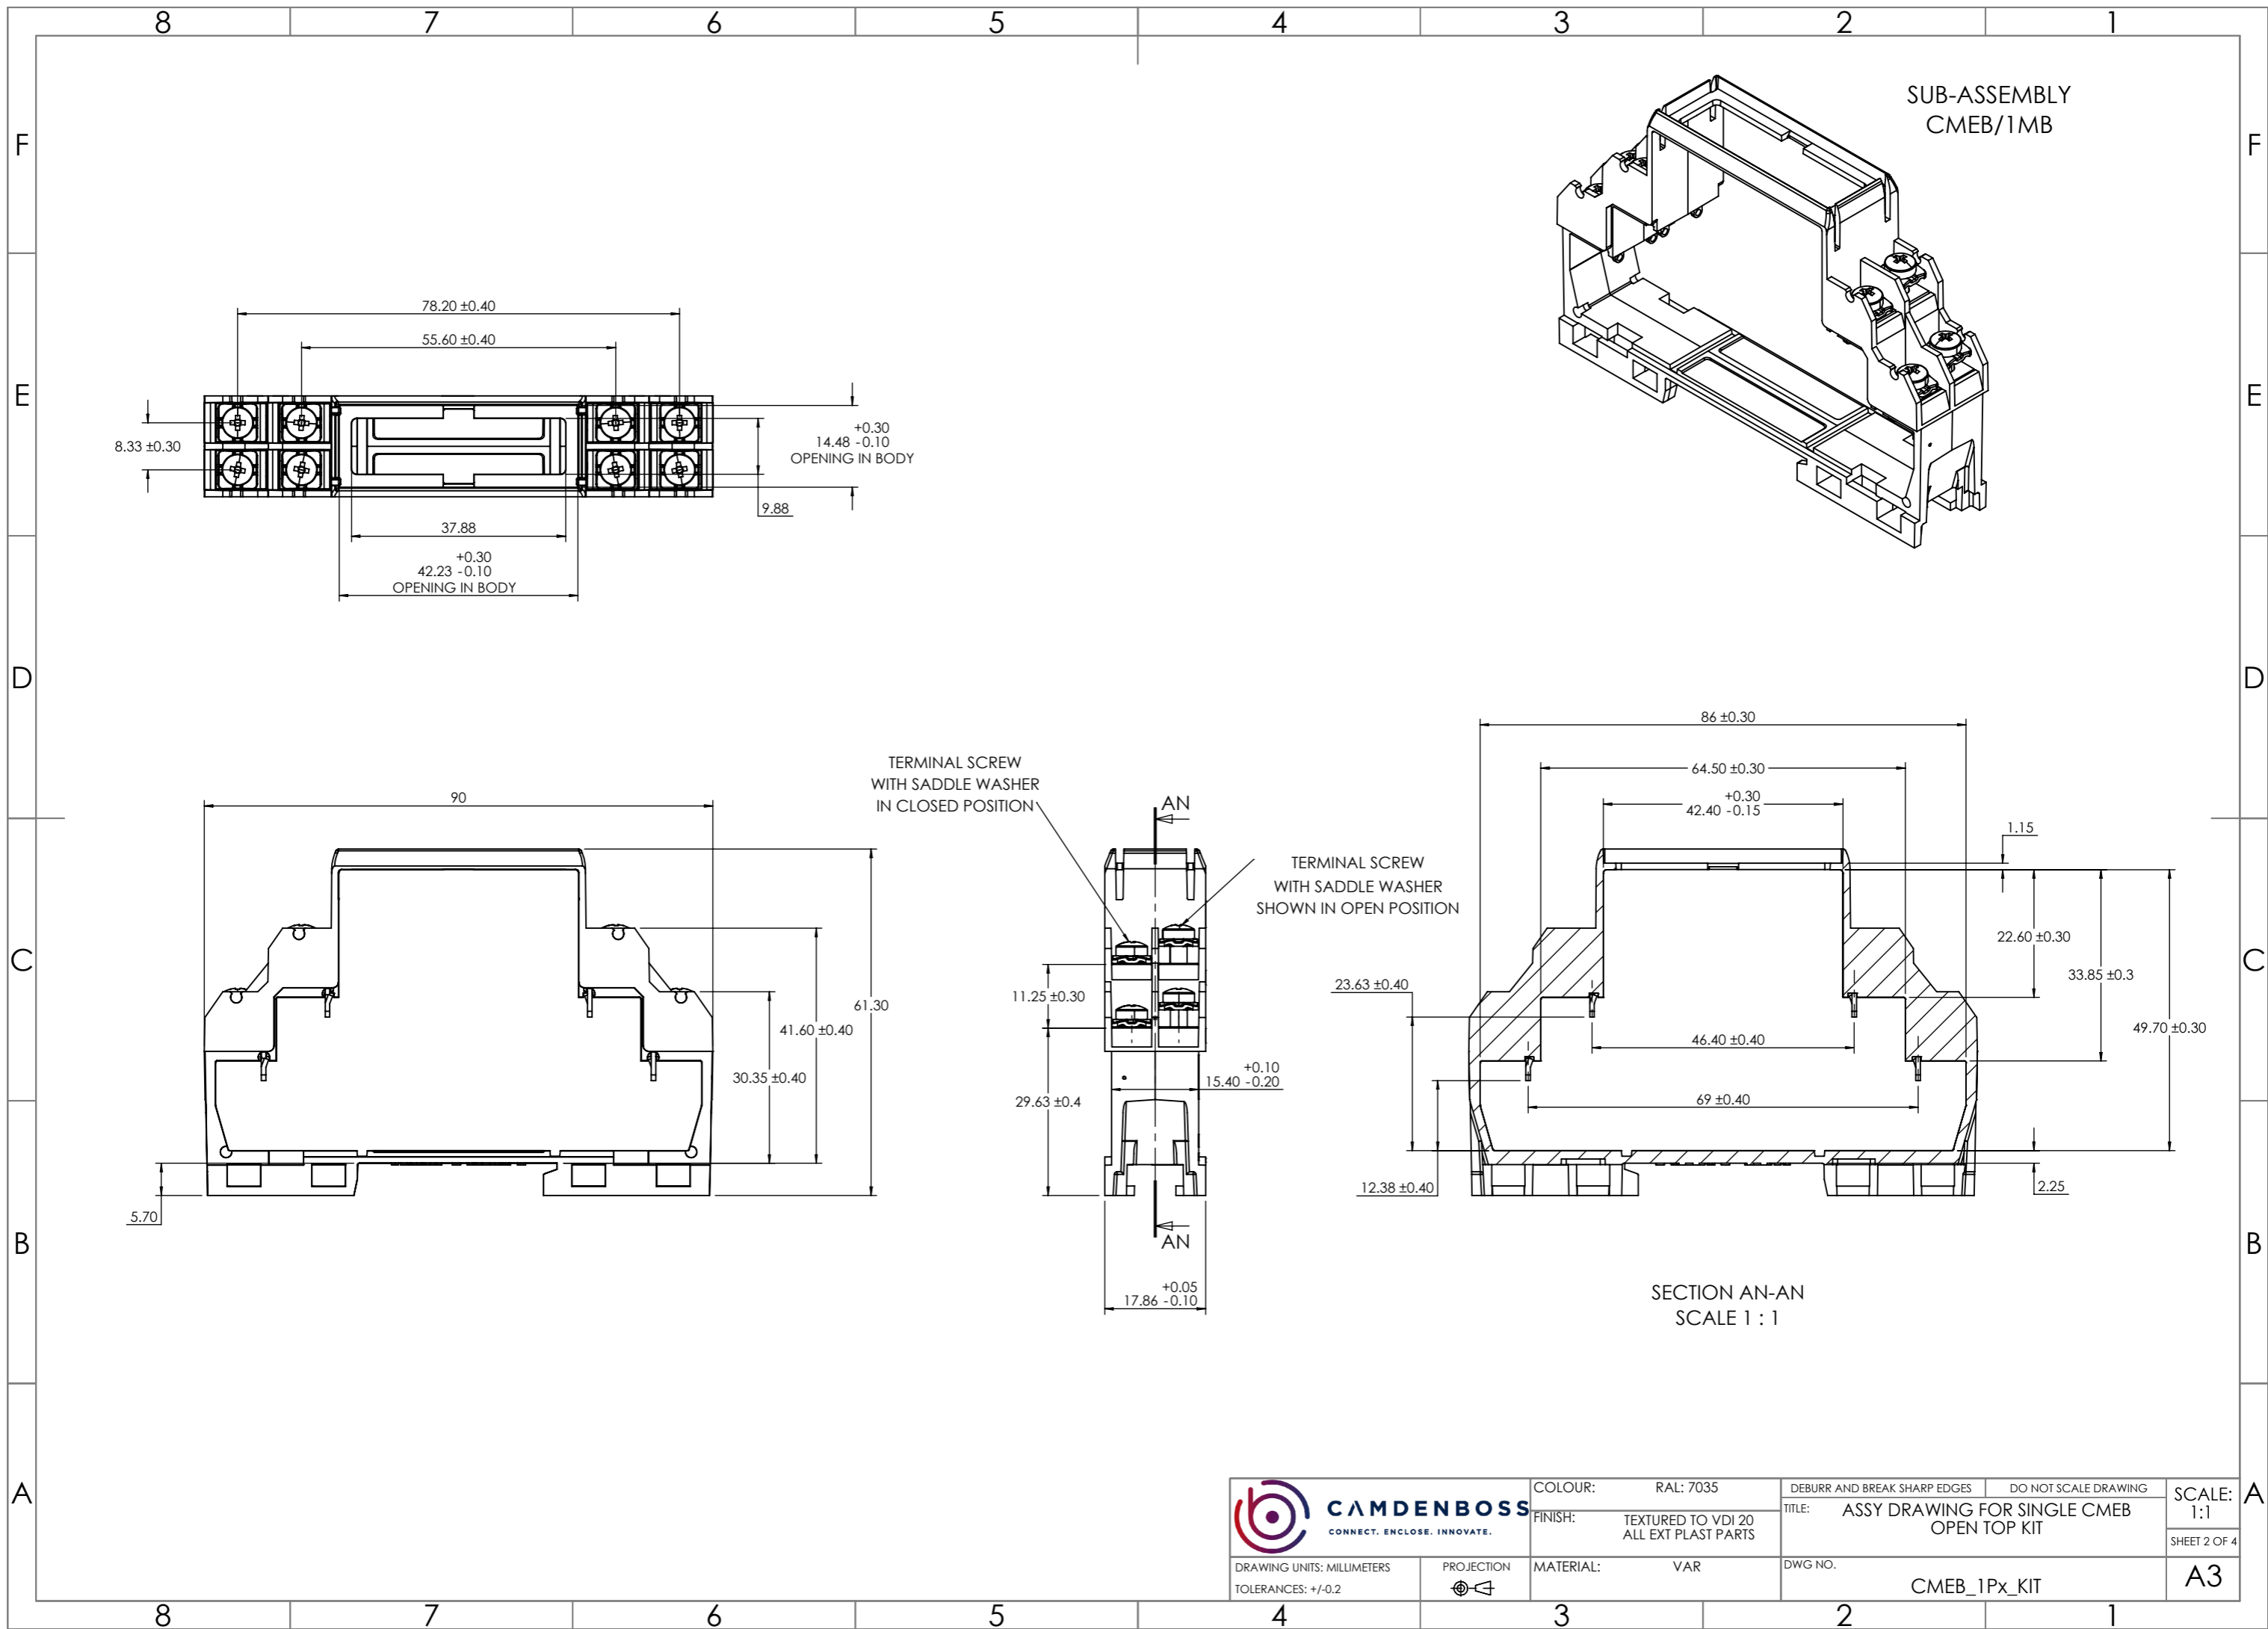 8 7 6 5 4 3 2 1
F
F
E
E
D
D
C
C
B
B
A
A
SUB-ASSEMBLY
CMEB/1MB
78.20 ±0.40
55.60 ±0.40
8.33 ±0.30
+0.30
14.48 -0.10
OPENING IN BODY
9.88
37.88
+0.30
42.23 -0.10
OPENING IN BODY
90
61.30
41.60 ±0.40
30.35 ±0.40
5.70
TERMINAL SCREW
WITH SADDLE WASHER
IN CLOSED POSITION
AN
TERMINAL SCREW
WITH SADDLE WASHER
SHOWN IN OPEN POSITION
11.25 ±0.30
29.63 ±0.4
+0.10
15.40 -0.20
AN
+0.05
17.86 -0.10
86 ±0.30
64.50 ±0.30
+0.30
42.40 -0.15
1.15
22.60 ±0.30
33.85 ±0.3
49.70 ±0.30
23.63 ±0.40
46.40 ±0.40
69 ±0.40
12.38 ±0.40
2.25
SECTION AN-AN
SCALE 1 : 1
CAMDENBOSS
CONNECT. ENCLOSE. INNOVATE.
DRAWING UNITS: MILLIMETERS
TOLERANCES: +/-0.2
PROJECTION
COLOUR: RAL: 7035
FINISH: TEXTURED TO VDI 20
ALL EXT PLAST PARTS
MATERIAL: VAR
DEBURR AND BREAK SHARP EDGES
DO NOT SCALE DRAWING
TITLE: ASSY DRAWING FOR SINGLE CMEB
OPEN TOP KIT
DWG NO.
CMEB_1Px_KIT
SCALE:
1:1
SHEET 2 OF 4
A3
8 7 6 5 4 3 2 1